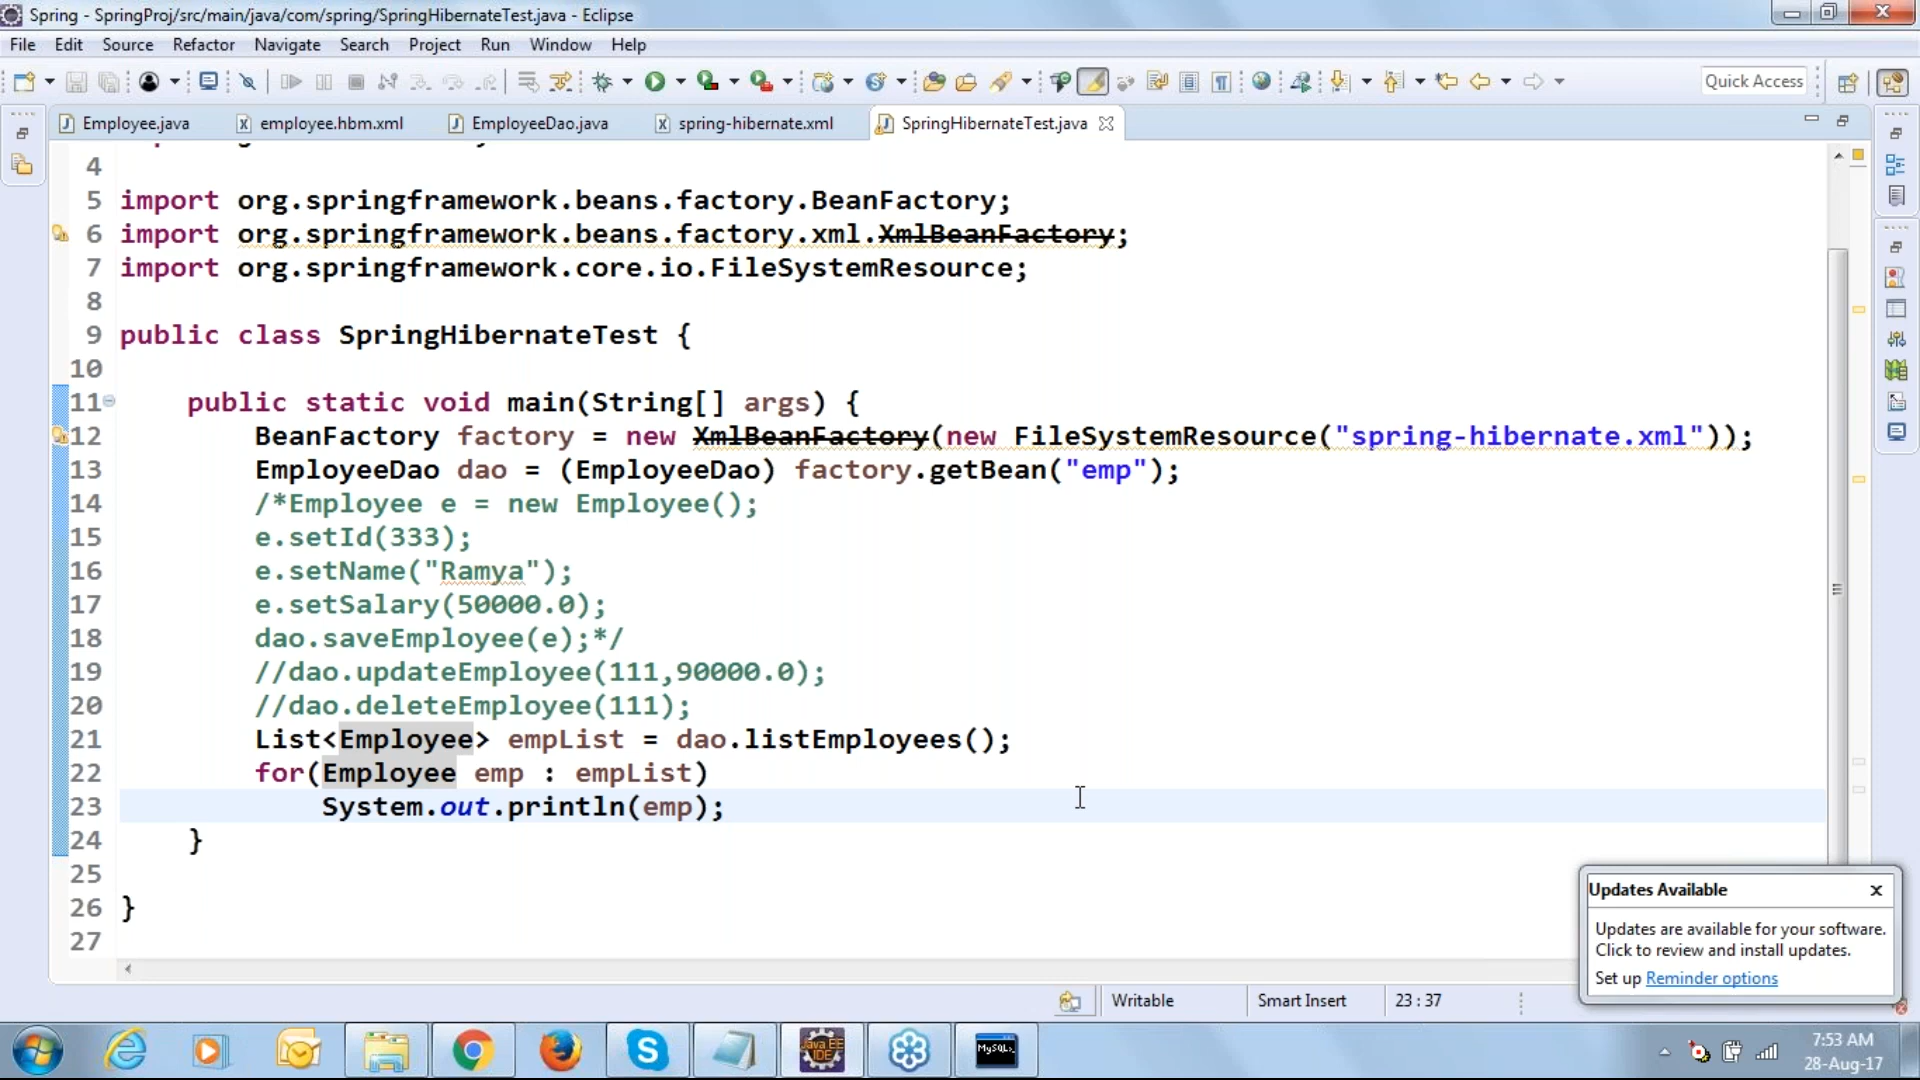 Spring - SpringProj/src/main/java/com/spring/SpringHibernateTest.java - Eclipse
File Edit Source Refactor Navigate Search Project Run Window Help
Quick Access
Employee.java employee.hbm.xml EmployeeDao.java spring-hibernate.xml SpringHibernateTest.java
4
5 import org.springframework.beans.factory.BeanFactory;
6 import org.springframework.beans.factory.xml.XmlBeanFactory;
7 import org.springframework.core.io.FileSystemResource;
8
9 public class SpringHibernateTest {
10
11 public static void main(String[] args) {
12 BeanFactory factory = new XmlBeanFactory(new FileSystemResource("spring-hibernate.xml"));
13 EmployeeDao dao = (EmployeeDao) factory.getBean("emp");
14 /*Employee e = new Employee();
15 e.setId(333);
16 e.setName("Ramya");
17 e.setSalary(50000.0);
18 dao.saveEmployee(e);*/
19 //dao.updateEmployee(111,90000.0);
20 //dao.deleteEmployee(111);
21 List<Employee> empList = dao.listEmployees();
22 for(Employee emp : empList)
23 System.out.println(emp);
24 }
25
26 }
27
Updates Available
Updates are available for your software.
Click to review and install updates.
Set up Reminder options
Writable Smart Insert 23 : 37
Java EE
IDE
MySQL
7:53 AM
28-Aug-17